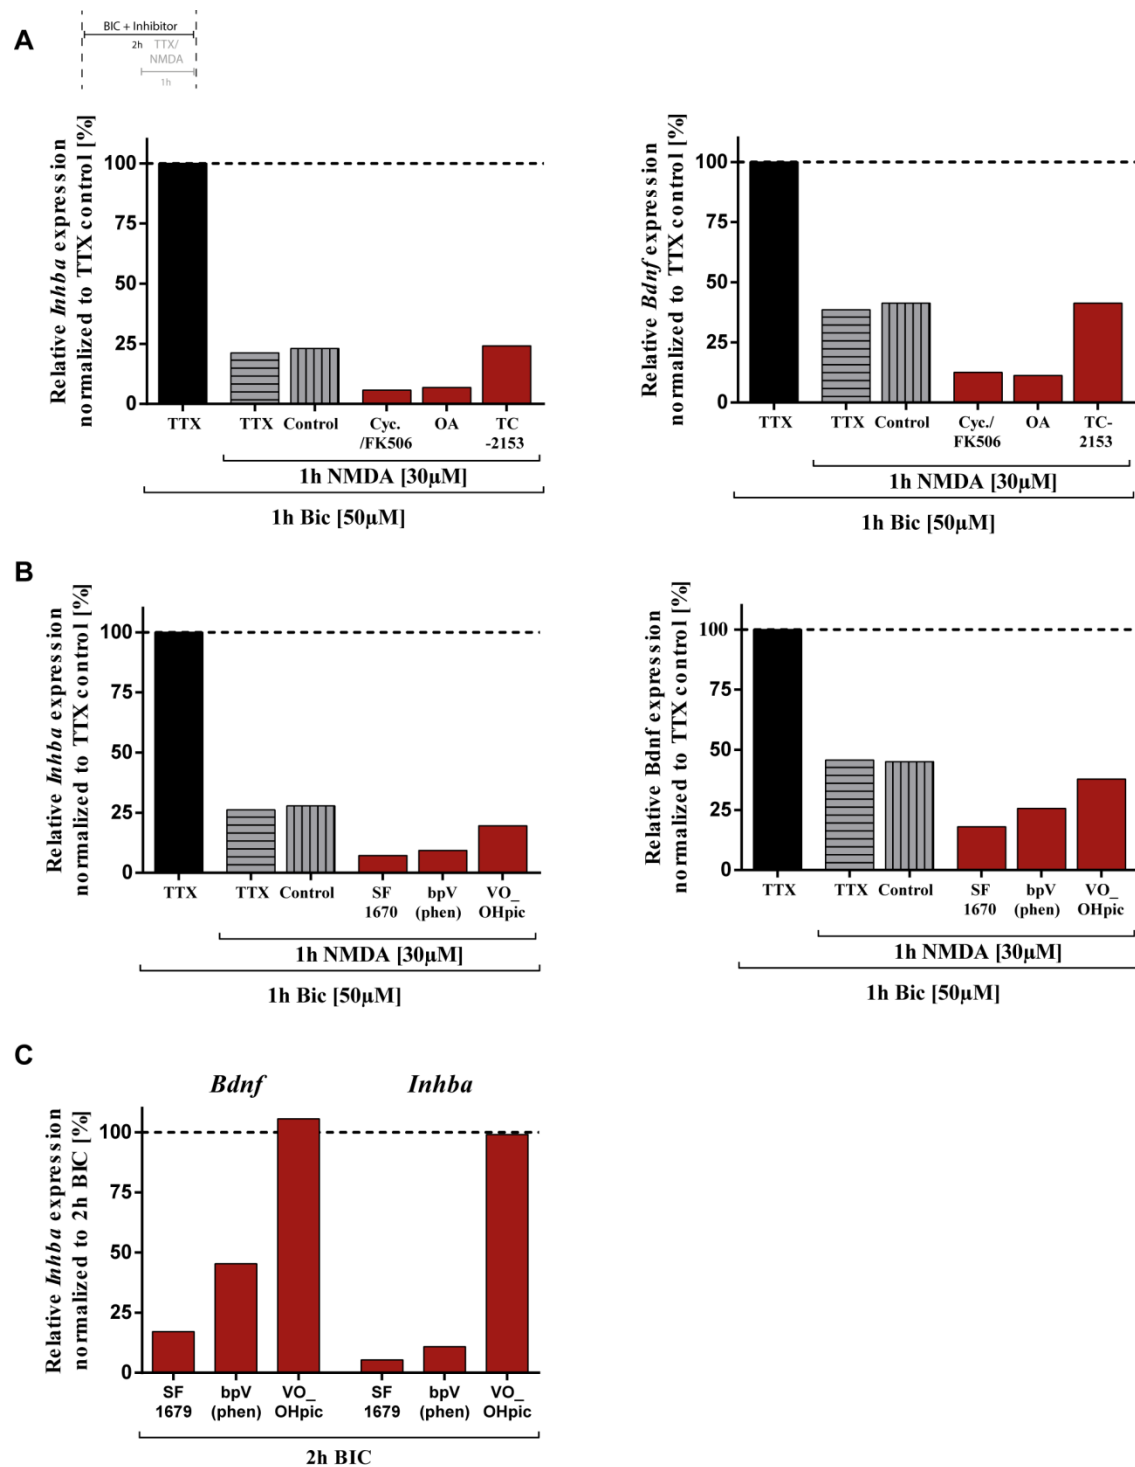 A
BIC + Inhibitor
2h TTX/
NMDA
1h
Relative Inhba expression
normalized to TTX control [%]
100
75
50
25
0
TTX
TTX Control
Cyc. OA TC
/FK506 -2153
1h NMDA [30µM]
1h Bic [50µM]
Relative Bdnf expression
normalized to TTX control [%]
100
75
50
25
0
TTX
TTX Control
Cyc./ OA TC-
FK506 2153
1h NMDA [30µM]
1h Bic [50µM]
B
Relative Inhba expression
normalized to TTX control [%]
100
75
50
25
0
TTX
TTX Control
SF bpV VO_
1670 (phen) OHpic
1h NMDA [30µM]
1h Bic [50µM]
Relative Bdnf expression
normalized to TTX control [%]
100
75
50
25
0
TTX
TTX Control
SF bpV VO_
1670 (phen) OHpic
1h NMDA [30µM]
1h Bic [50µM]
C
Bdnf Inhba
Relative Inhba expression
normalized to 2h BIC [%]
100
75
50
25
0
SF bpV VO_ SF bpV VO_
1679 (phen) OHpic 1679 (phen) OHpic
2h BIC